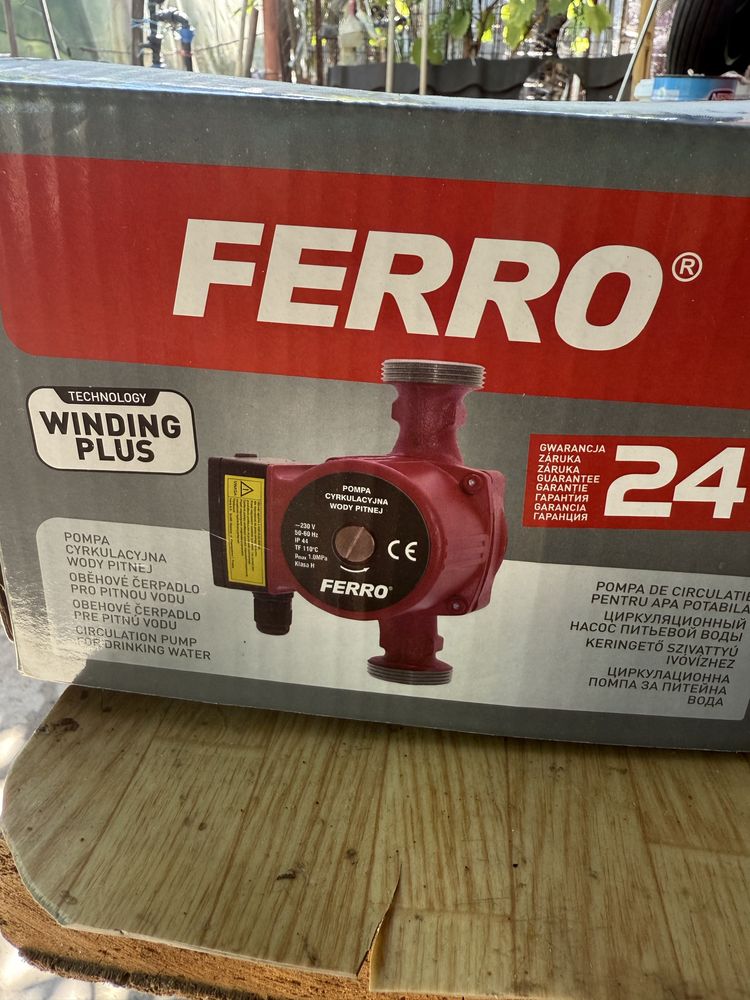 FERRO®
TECHNOLOGY
WINDING
PLUS
GWARANCJA
ZÁRUKA
ZÁRUKA
GUARANTEE
GARANTIE
ГАРАНТИЯ
GARANCIA
ГАРАНЦИЯ
24
POMPA
CYRKULACYJNA
WODY PITNEJ
~230 V
50-60 Hz
IP 44
TF 110°C
Pmax 1.0MPa
Klasa H
CE
FERRO®
POMPA
CYRKULACYJNA
WODY PITNEJ
OBĚHOVÉ ČERPADLO
PRO PITNOU VODU
OBEHOVÉ ČERPADLO
PRE PITNÚ VODU
CIRCULATION PUMP
FOR DRINKING WATER
POMPA DE CIRCULATIE
PENTRU APA POTABILA
ЦИРКУЛЯЦИОННЫЙ
НАСОС ПИТЬЕВОЙ ВОДЫ
KERINGETŐ SZIVATTYÚ
IVÓVÍZHEZ
ЦИРКУЛАЦИОННА
ПОМПА ЗА ПИТЕЙНА
ВОДА